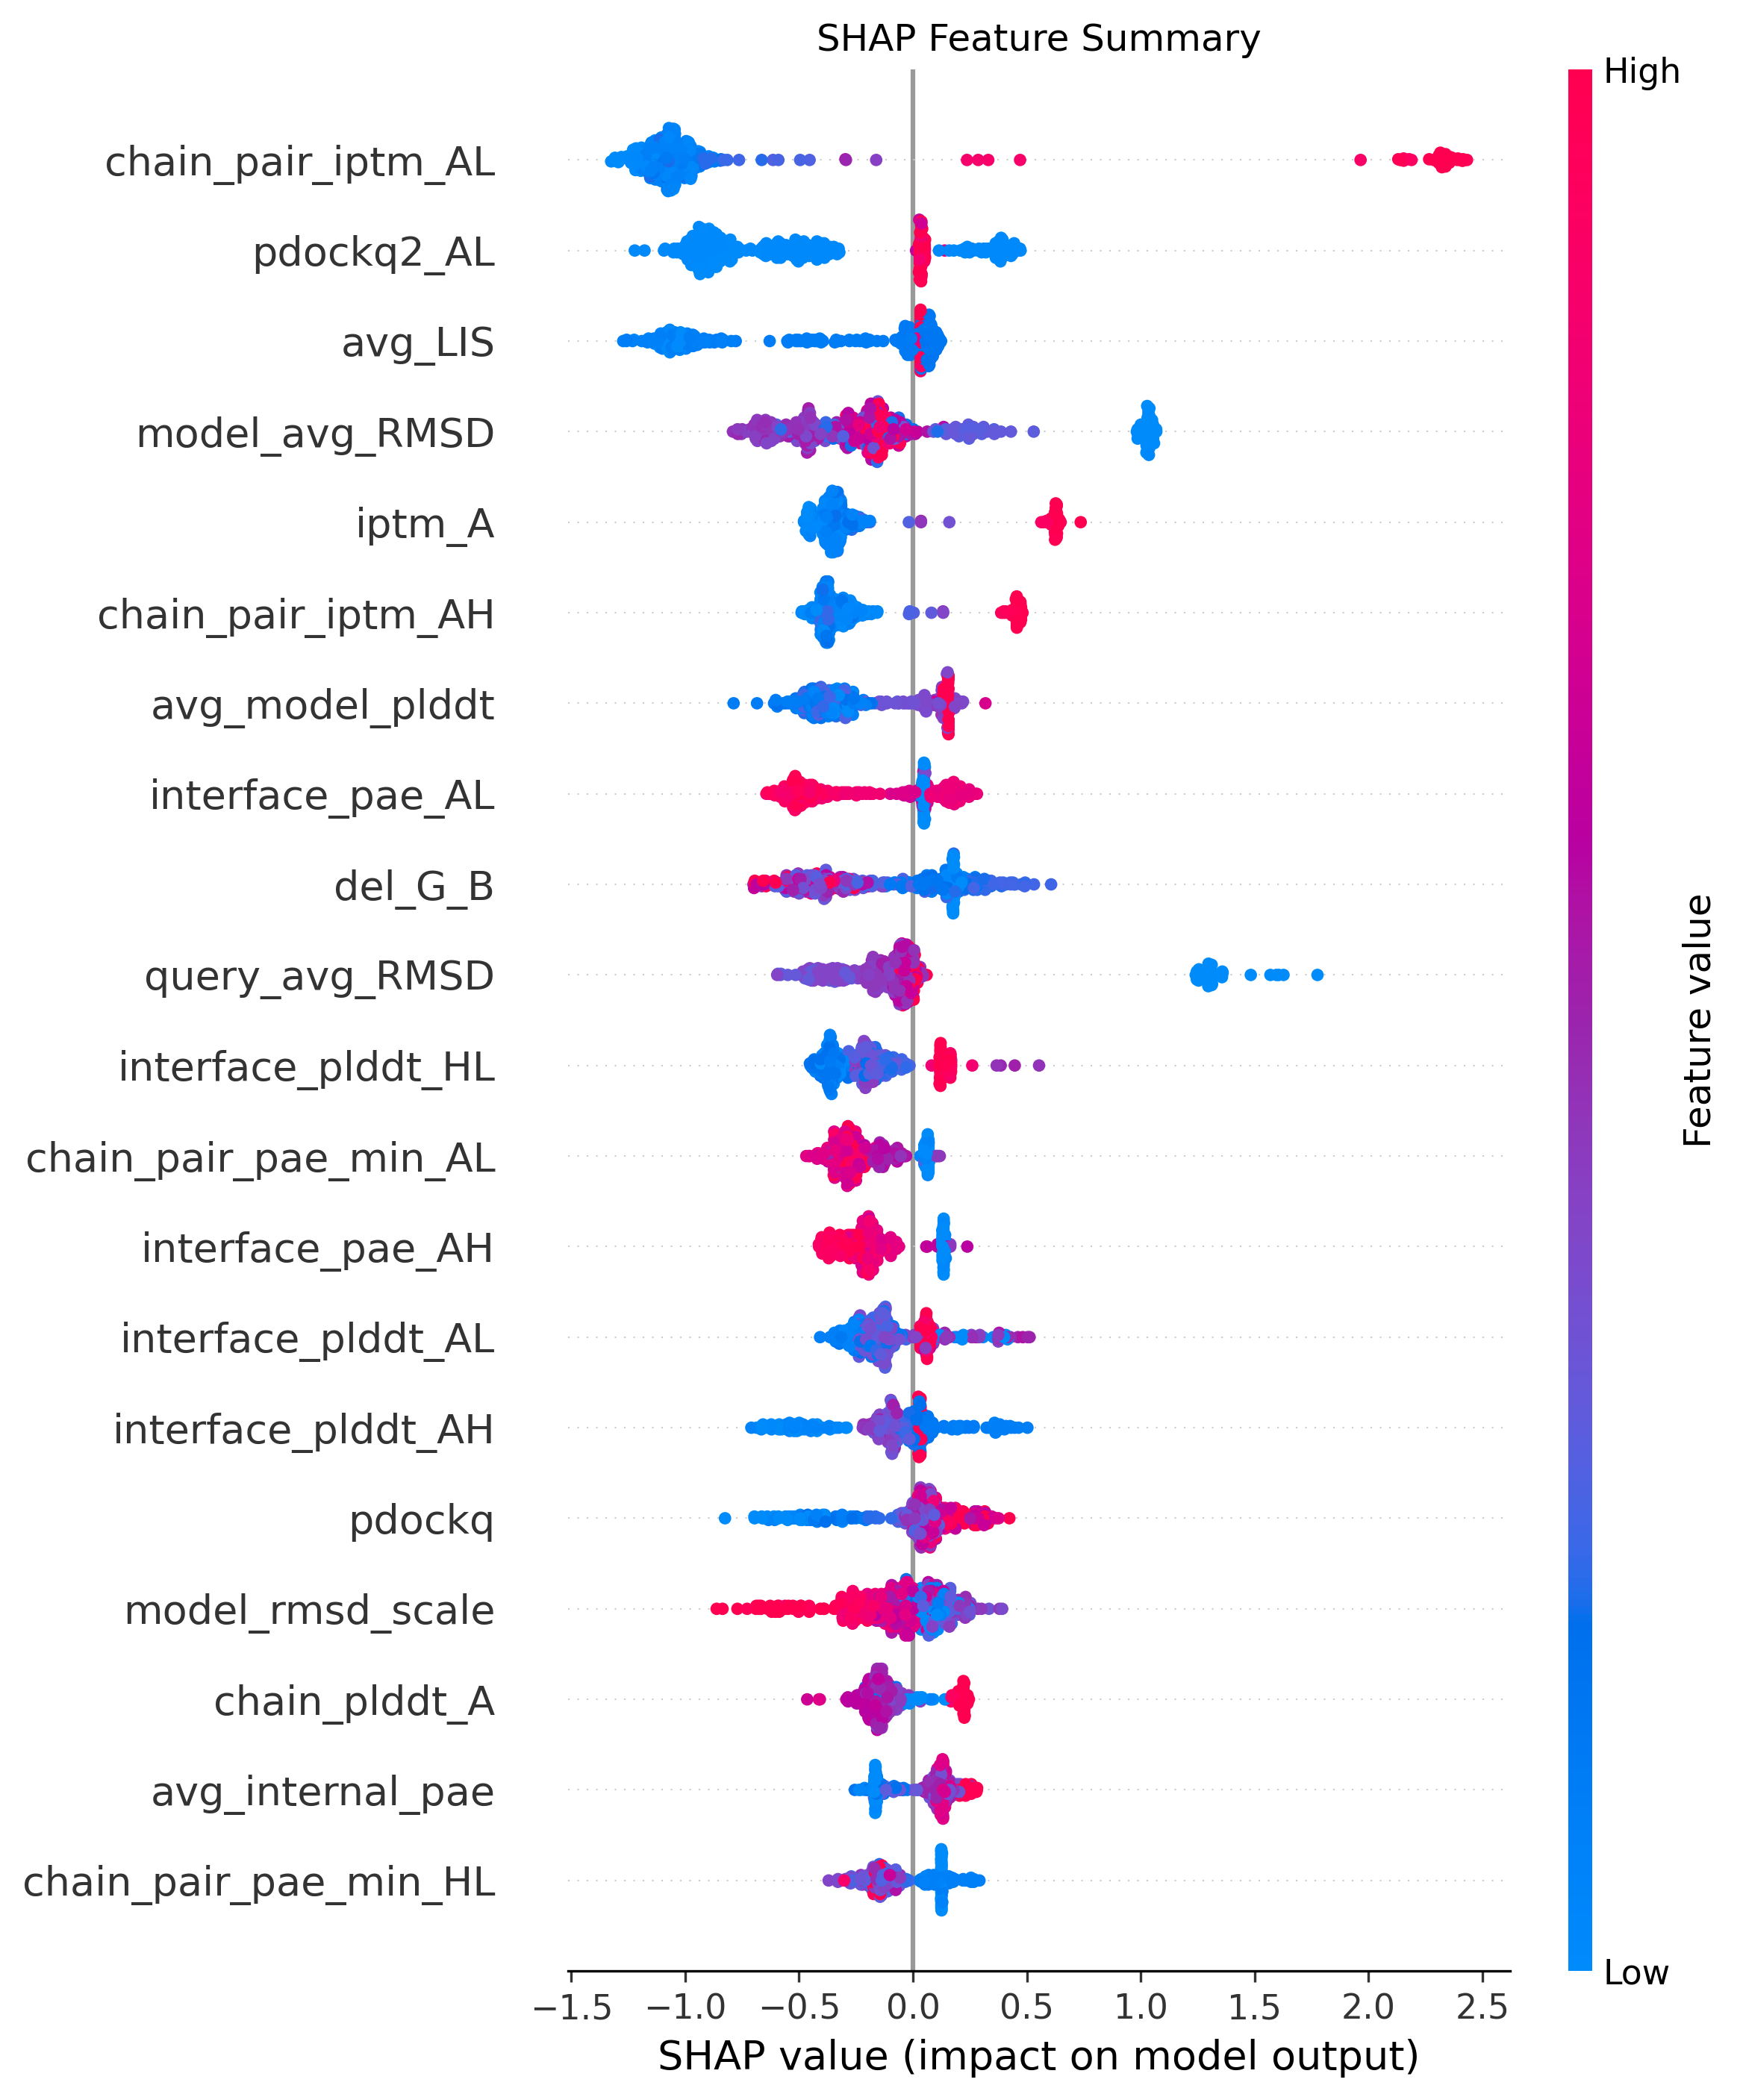 SHAP Feature Summary
High
chain_pair_iptm_AL
pdockq2_AL
avg_LIS
model_avg_RMSD
iptm_A
chain_pair_iptm_AH
avg_model_plddt
interface_pae_AL
del_G_B
query_avg_RMSD
interface_plddt_HL
chain_pair_pae_min_AL
interface_pae_AH
interface_plddt_AL
interface_plddt_AH
pdockq
model_rmsd_scale
chain_plddt_A
avg_internal_pae
chain_pair_pae_min_HL
Feature value
Low
−1.5 −1.0 −0.5 0.0 0.5 1.0 1.5 2.0 2.5
SHAP value (impact on model output)